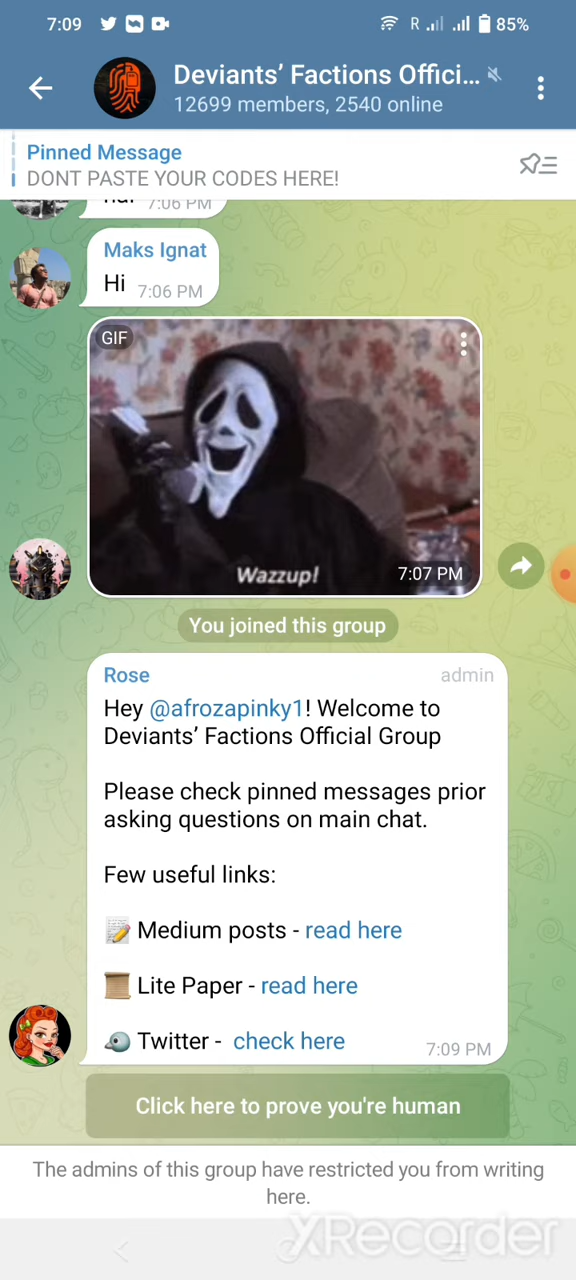 7:09
R
85%
Deviants’ Factions Offici...
12699 members, 2540 online
Pinned Message
DONT PASTE YOUR CODES HERE!
7:06 PM
Maks Ignat
Hi 7:06 PM
GIF
Wazzup!
7:07 PM
You joined this group
Rose admin
Hey @afrozapinky1! Welcome to
Deviants’ Factions Official Group
Please check pinned messages prior
asking questions on main chat.
Few useful links:
Medium posts - read here
Lite Paper - read here
Twitter - check here
7:09 PM
Click here to prove you're human
The admins of this group have restricted you from writing
here.
XRecorder